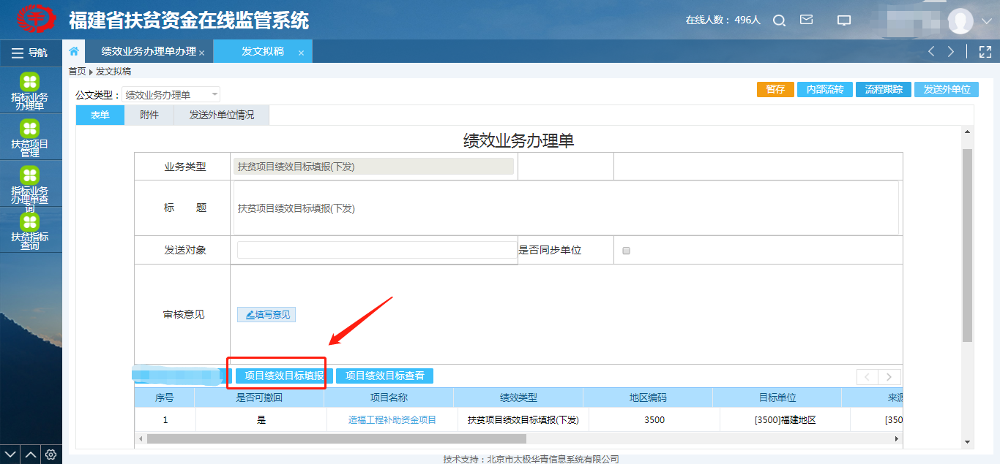 福建省扶贫资金在线监管系统
在线人数：496人
导航
绩效业务办理单办理 ×
发文拟稿 ×
首页 ▸ 发文拟稿
指标业务
办理单
扶贫项目
管理
指标业务
办理单查
询
扶贫指标
查询
公文类型：绩效业务办理单
暂存 内部流转 流程跟踪 发送外单位
表单 附件 发送外单位情况
绩效业务办理单
业务类型 扶贫项目绩效目标填报(下发)
标 题 扶贫项目绩效目标填报(下发)
发送对象 是否同步单位
审核意见 填写意见
项目绩效目标填报 项目绩效目标查看
序号 是否可撤回 项目名称 绩效类型 地区编码 目标单位 来源
1 是 造福工程补助资金项目 扶贫项目绩效目标填报(下发) 3500 [3500]福建地区 [350
技术支持：北京市太极华青信息系统有限公司